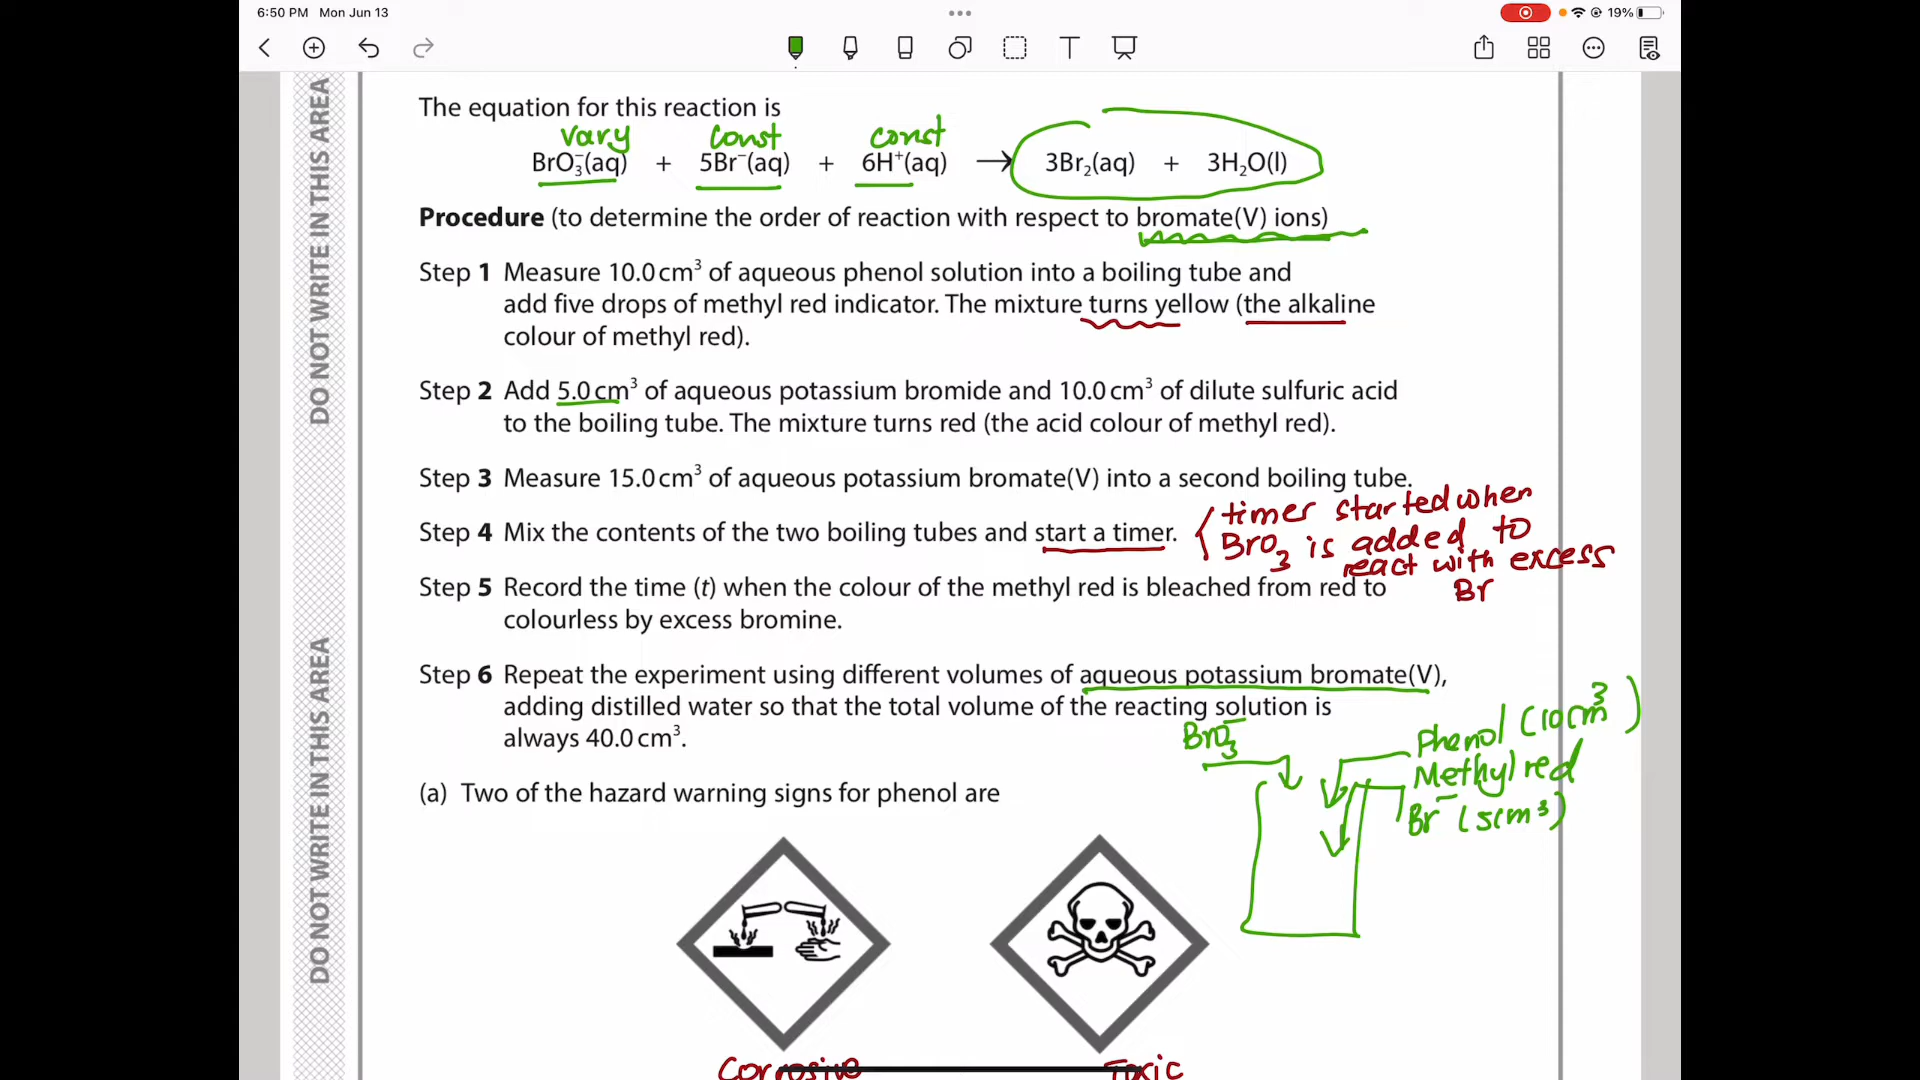 6:50 PM Mon Jun 13
19%
The equation for this reaction is
vary const const
BrO₃⁻(aq) + 5Br⁻(aq) + 6H⁺(aq) → 3Br₂(aq) + 3H₂O(l)
Procedure (to determine the order of reaction with respect to bromate(V) ions)
Step 1 Measure 10.0 cm³ of aqueous phenol solution into a boiling tube and
add five drops of methyl red indicator. The mixture turns yellow (the alkaline
colour of methyl red).
Step 2 Add 5.0 cm³ of aqueous potassium bromide and 10.0 cm³ of dilute sulfuric acid
to the boiling tube. The mixture turns red (the acid colour of methyl red).
Step 3 Measure 15.0 cm³ of aqueous potassium bromate(V) into a second boiling tube.
Step 4 Mix the contents of the two boiling tubes and start a timer.
timer started when
BrO₃ is added to
react with excess
Br
Step 5 Record the time (t) when the colour of the methyl red is bleached from red to
colourless by excess bromine.
Step 6 Repeat the experiment using different volumes of aqueous potassium bromate(V),
adding distilled water so that the total volume of the reacting solution is
always 40.0 cm³.
BrO₃⁻
Phenol (10cm³)
Methyl red
Br⁻ (5cm³)
(a) Two of the hazard warning signs for phenol are
Corrosive Toxic
DO NOT WRITE IN THIS AREA
DO NOT WRITE IN THIS AREA